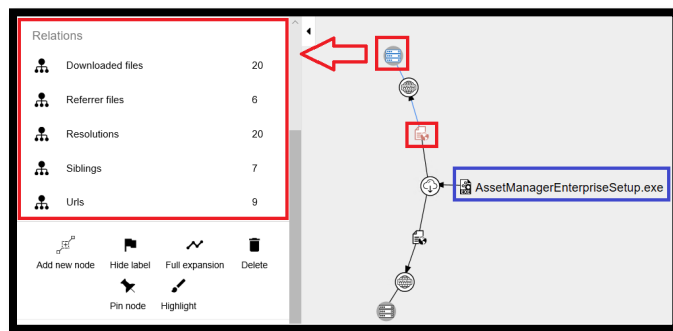 Relations
Downloaded files 20
Referrer files 6
Resolutions 20
Siblings 7
Urls 9
Add new node Hide label Full expansion Delete
Pin node Highlight
EXE AssetManagerEnterpriseSetup.exe